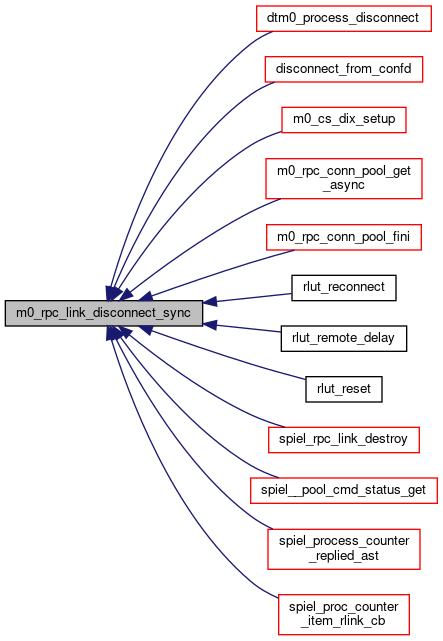 dtm0_process_disconnect
disconnect_from_confd
m0_cs_dix_setup
m0_rpc_conn_pool_get
_async
m0_rpc_conn_pool_fini
rlut_reconnect
m0_rpc_link_disconnect_sync
rlut_remote_delay
rlut_reset
spiel_rpc_link_destroy
spiel__pool_cmd_status_get
spiel_process_counter
_replied_ast
spiel_proc_counter
_item_rlink_cb